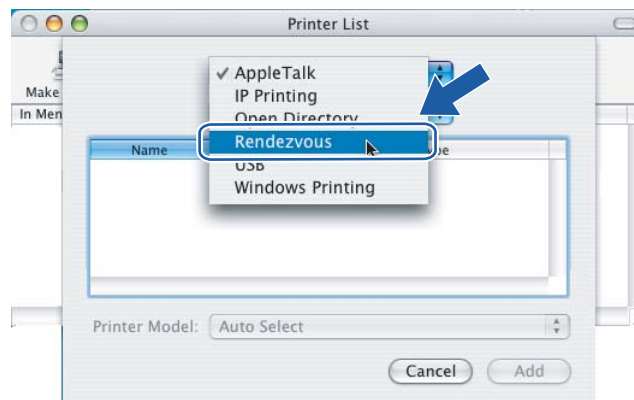 Printer List
Make
In Men
AppleTalk
IP Printing
Open Directory
Rendezvous
USB
Windows Printing
Name
Printer Model: Auto Select
Cancel Add